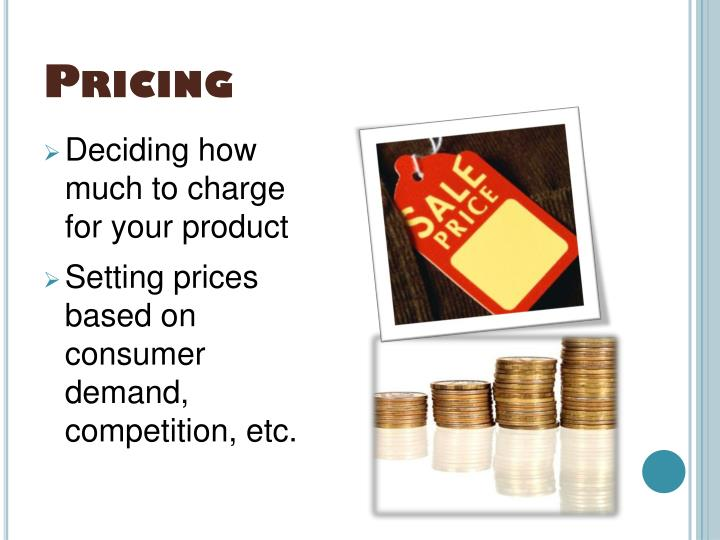 PRICING
➢ Deciding how
much to charge
for your product
➢ Setting prices
based on
consumer
demand,
competition, etc.
SALE
PRICE